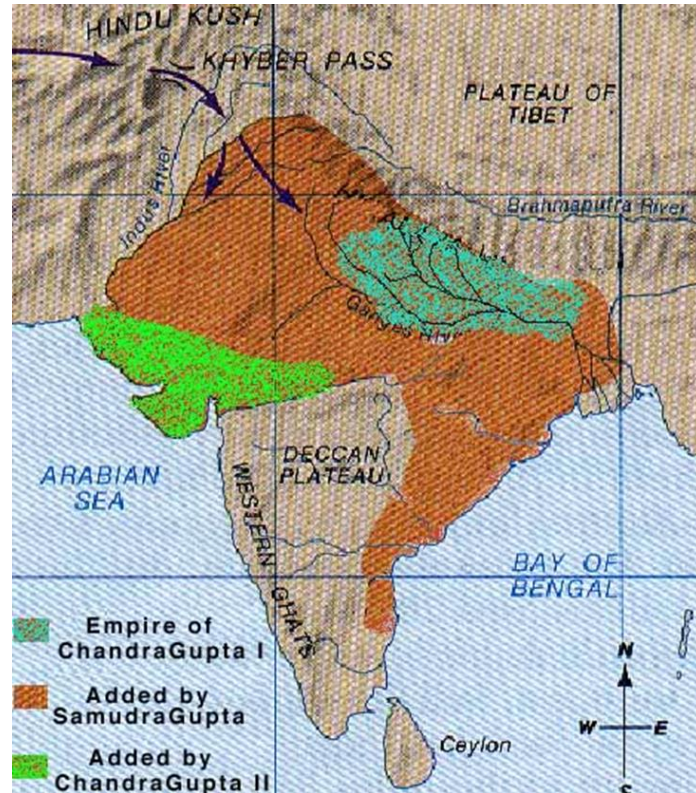 HINDU KUSH
KHYBER PASS
PLATEAU OF
TIBET
Indus River
Brahmaputra River
Ganges River
DECCAN
PLATEAU
ARABIAN
SEA
WESTERN GHATS
BAY OF
BENGAL
Empire of
ChandraGupta I
Added by
SamudraGupta
Added by
ChandraGupta II
Ceylon
N
W
E
S